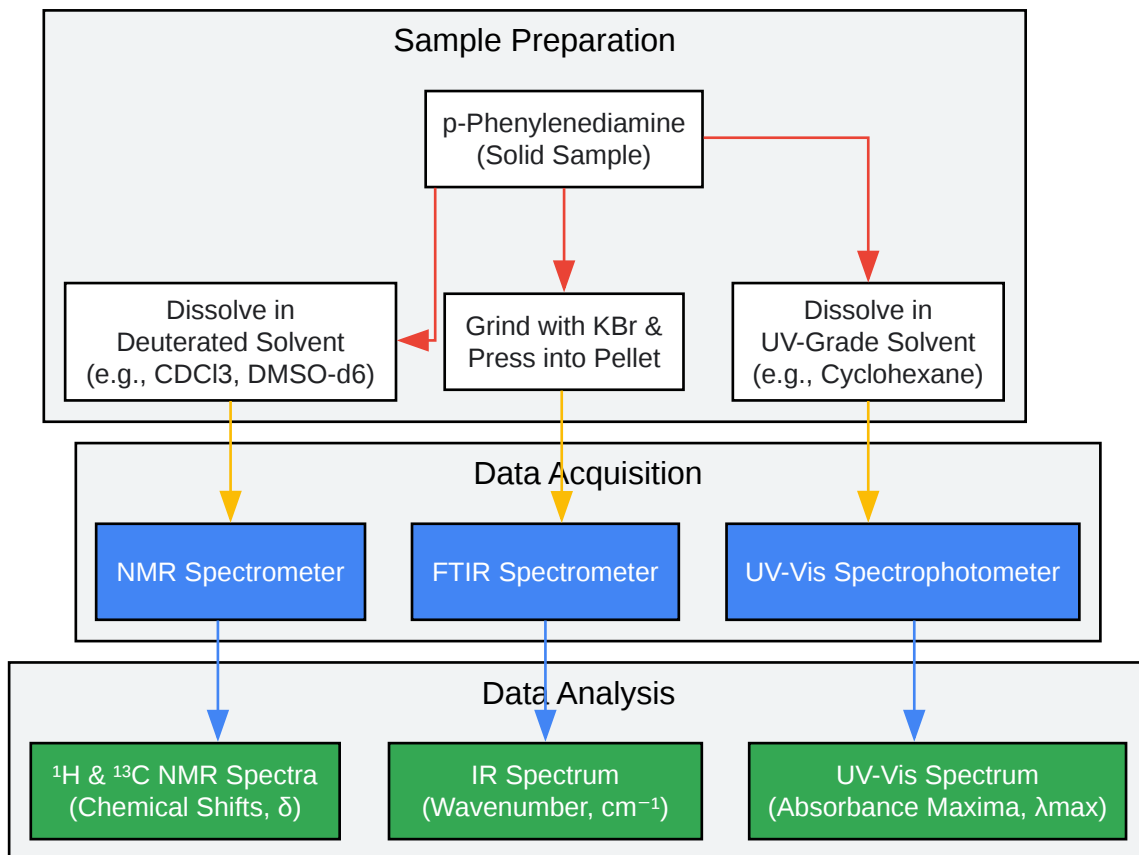 Sample Preparation
p-Phenylenediamine
(Solid Sample)
Dissolve in
Deuterated Solvent
(e.g., CDCl3, DMSO-d6)
Grind with KBr &
Press into Pellet
Dissolve in
UV-Grade Solvent
(e.g., Cyclohexane)
Data Acquisition
NMR Spectrometer
FTIR Spectrometer
UV-Vis Spectrophotometer
Data Analysis
¹H & ¹³C NMR Spectra
(Chemical Shifts, δ)
IR Spectrum
(Wavenumber, cm⁻¹)
UV-Vis Spectrum
(Absorbance Maxima, λmax)